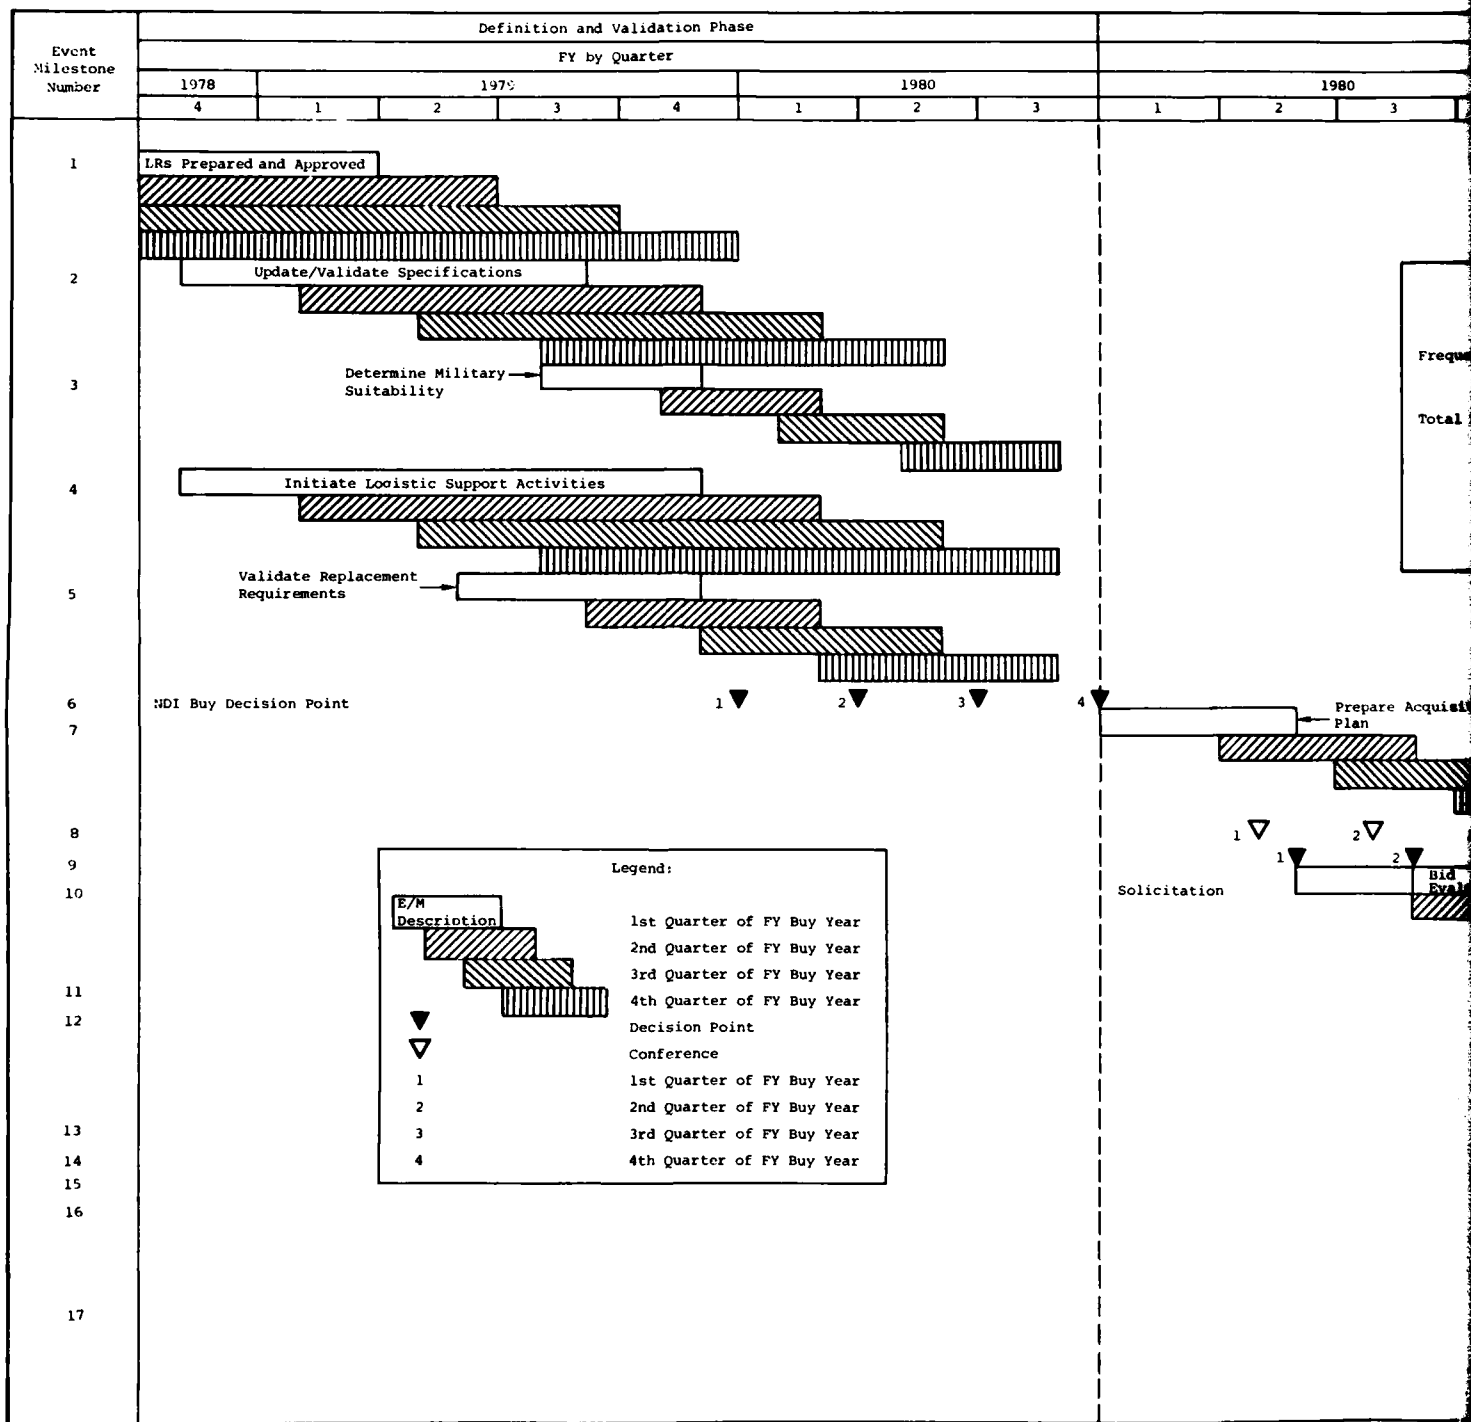 Definition and Validation Phase
Event
Milestone
Number
FY by Quarter
1978 1979 1980 1980
4 1 2 3 4 1 2 3 1 2 3
1 LRs Prepared and Approved
2 Update/Validate Specifications
3 Determine Military
Suitability
4 Initiate Logistic Support Activities
5 Validate Replacement
Requirements
Total
6 NDI Buy Decision Point 1 2 3 4
Prepare
Plan
7
8 1 2
9 1 2
10 Solicitation
Bid
Legend:
E/M
Description
1st Quarter of FY Buy Year
2nd Quarter of FY Buy Year
3rd Quarter of FY Buy Year
4th Quarter of FY Buy Year
Decision Point
Conference
1 1st Quarter of FY Buy Year
2 2nd Quarter of FY Buy Year
3 3rd Quarter of FY Buy Year
4 4th Quarter of FY Buy Year
11
12
13
14
15
16
17